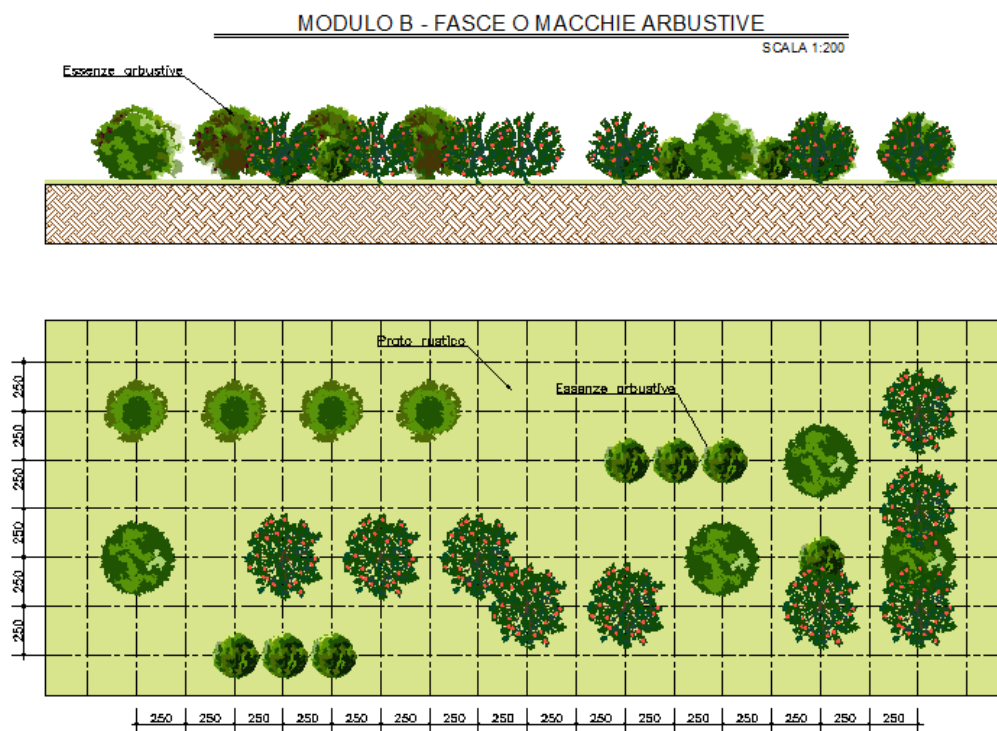 MODULO B - FASCE O MACCHIE ARBUSTIVE
SCALA 1:200
Essenze arbustive
Prato rustico
Essenze arbustive
250
250
250
250
250
250
250 250 250 250 250 250 250 250 250 250 250 250 250 250 250 250